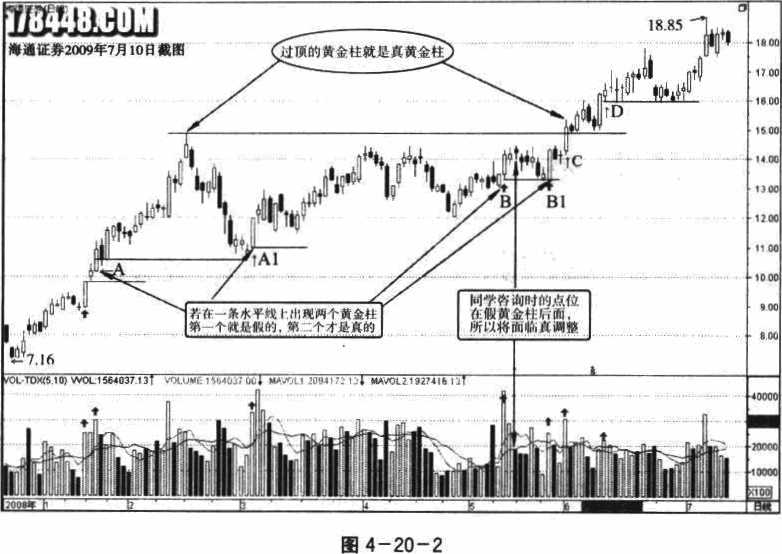 178448.COM
海通证券2009年7月10日截图
过顶的黄金柱就是真黄金柱
18.85
18.00
17.00
16.00
15.00
14.00
13.00
12.00
11.00
10.00
9.00
8.00
D
C
B
B1
A
A1
若在一条水平线上出现两个黄金柱
第一个就是假的,第二个才是真的
同学咨询时的点位
在假黄金柱后面,
所以将面临真调整
7.16
VOL-TDX(5,10) VVOL:1564037.13 VOLUME:1564037.00 MAVOL1:2094172.13 MAVOL2:1927416.13
40000
20000
10000
X100
2008年 1 2 3 4 5 6 7 日线
图 4-20-2